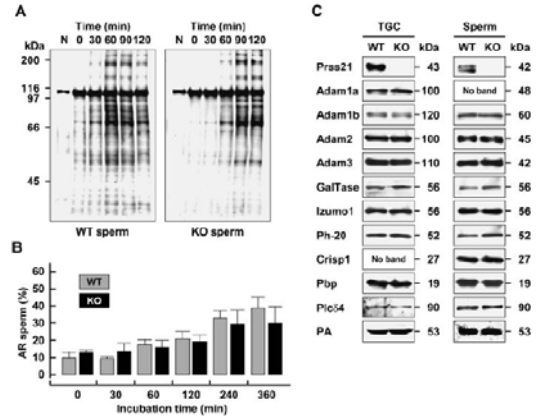 A
Time (min)
Time (min)
kDa
N 0 30 60 90 120
N 0 30 60 90 120
200
116
97
66
45
WT sperm
KO sperm
B
AR sperm (%)
60
50
40
30
20
10
0
WT
KO
0 30 60 120 240 360
Incubation time (min)
C
TGC
Sperm
WT KO kDa
WT KO kDa
Prss21 43 42
Adam1a 100 No band 48
Adam1b 120 60
Adam2 100 45
Adam3 110 42
GalTase 56 56
Izumo1 56 56
Ph-20 52 52
Crisp1 No band 27 27
Pbp 19 19
Plcδ4 90 90
PA 53 53